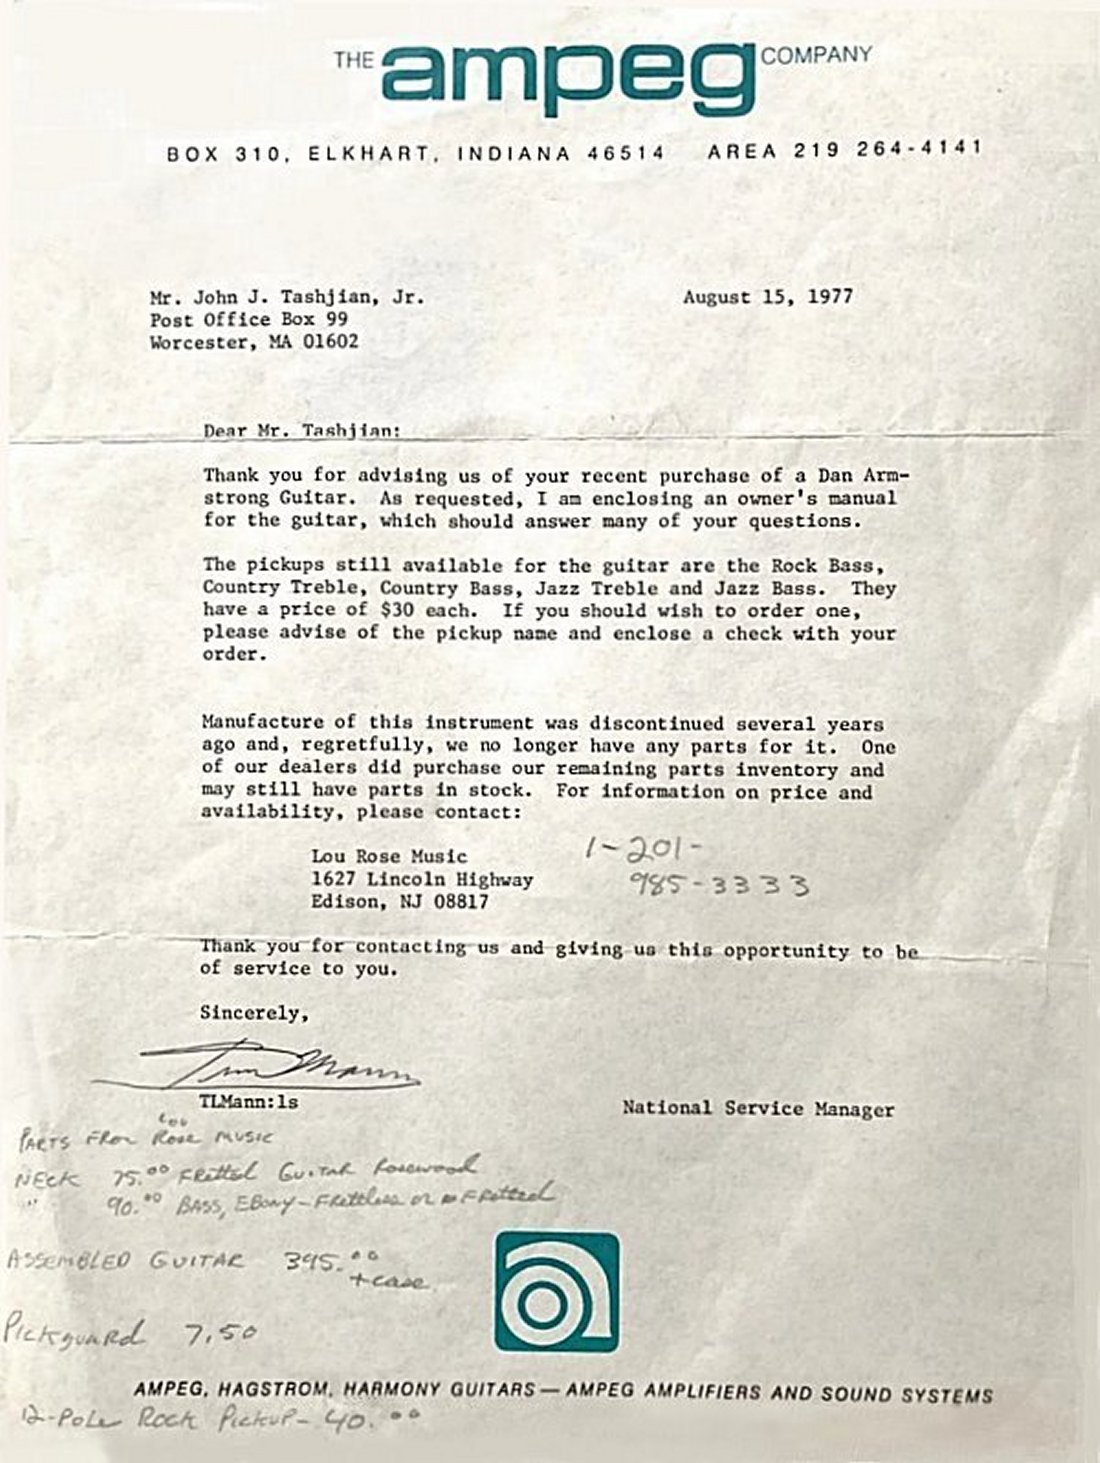 THE ampeg COMPANY
BOX 310, ELKHART, INDIANA 46514 AREA 219 264-4141
Mr. John J. Tashjian, Jr. August 15, 1977
Post Office Box 99
Worcester, MA 01602
Dear Mr. Tashjian:
Thank you for advising us of your recent purchase of a Dan Arm-
strong Guitar. As requested, I am enclosing an owner's manual
for the guitar, which should answer many of your questions.
The pickups still available for the guitar are the Rock Bass,
Country Treble, Country Bass, Jazz Treble and Jazz Bass. They
have a price of $30 each. If you should wish to order one,
please advise of the pickup name and enclose a check with your
order.
Manufacture of this instrument was discontinued several years
ago and, regretfully, we no longer have any parts for it. One
of our dealers did purchase our remaining parts inventory and
may still have parts in stock. For information on price and
availability, please contact:
Lou Rose Music 1-201-
1627 Lincoln Highway 985-3333
Edison, NJ 08817
Thank you for contacting us and giving us this opportunity to be
of service to you.
Sincerely,
Tim Mann
TLMann:ls
National Service Manager
Lou
PARTS FROM Rose MUSIC
NECK 75.00 FRetted GuiTAR Rosewood
" 90.00 BASS, EBony - FRettless or FRetted
ASSEMBLED GUITAR 395.00
+ case
Pickguard 7.50
a
AMPEG, HAGSTROM, HARMONY GUITARS — AMPEG AMPLIFIERS AND SOUND SYSTEMS
12-Pole Rock PickuP - 40.00